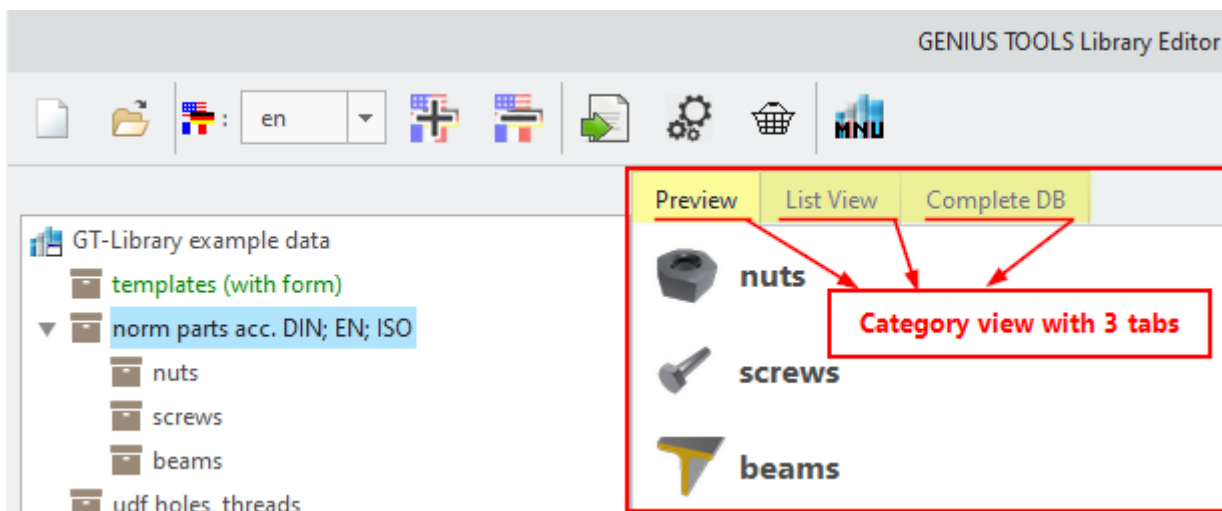 GENIUS TOOLS Library Editor
: en
MNU
Preview List View Complete DB
GT-Library example data
templates (with form)
norm parts acc. DIN; EN; ISO
nuts
screws
beams
udf holes, threads
nuts
Category view with 3 tabs
screws
beams